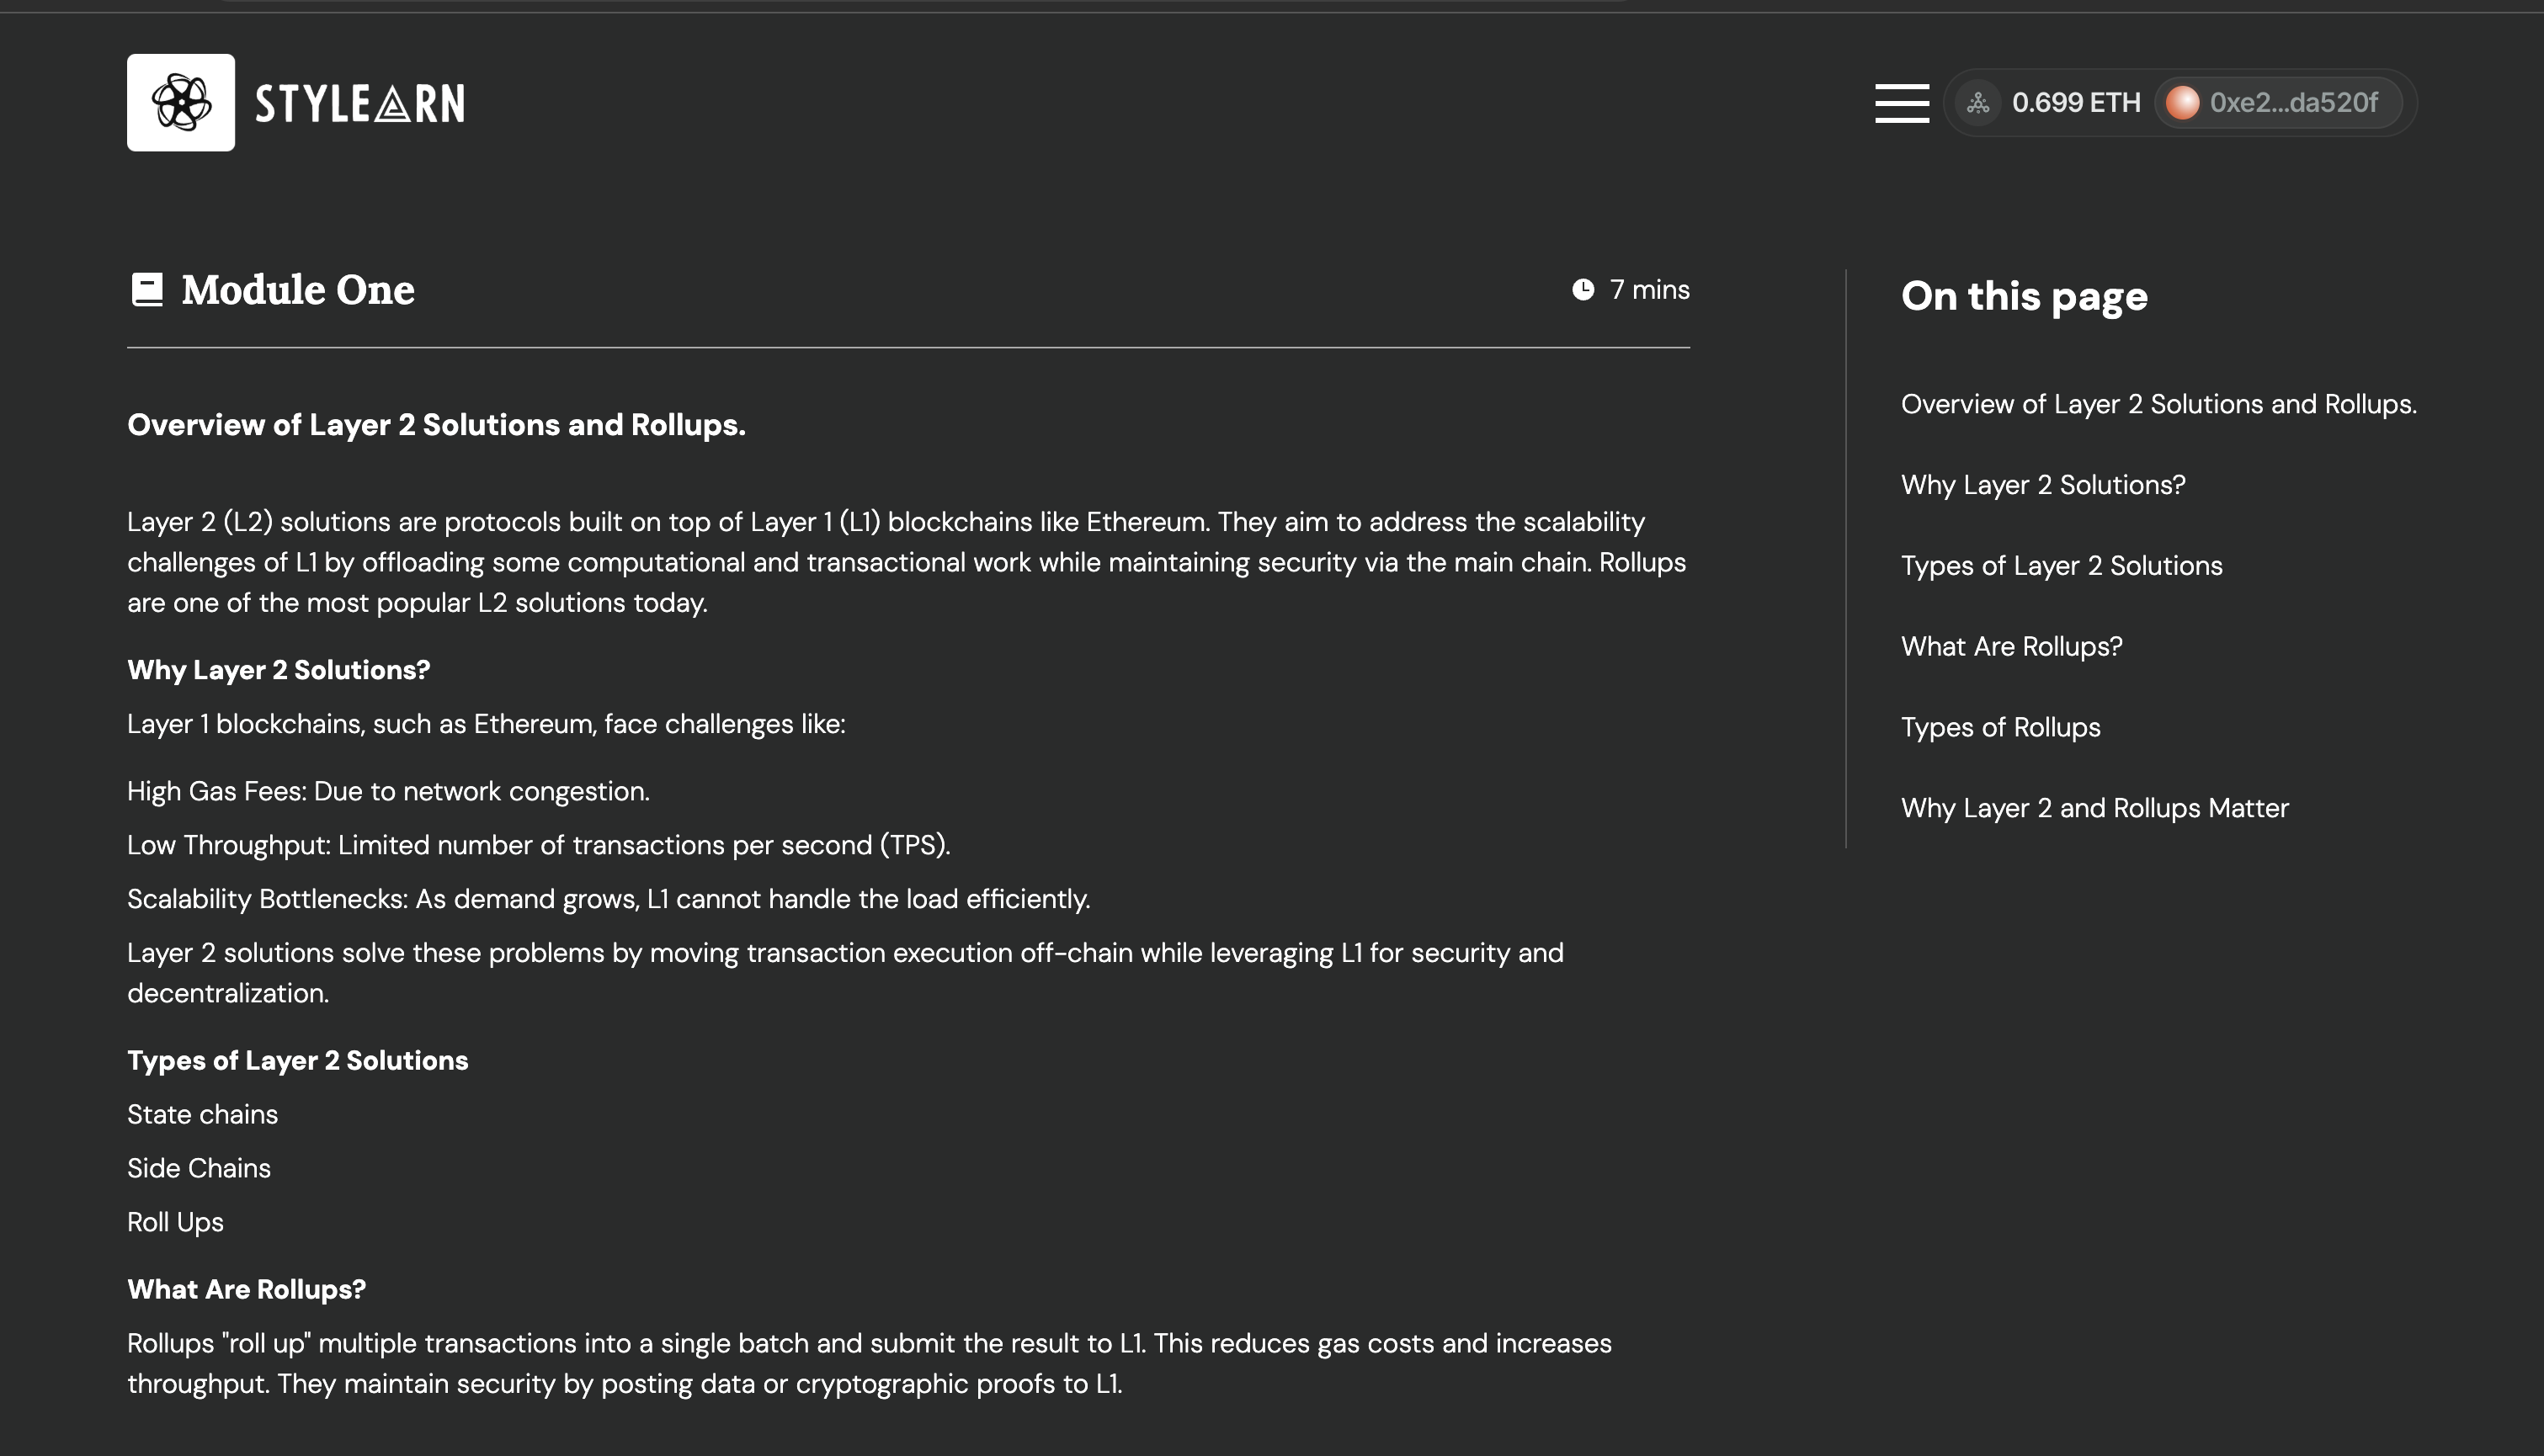 STYLEARN
0.699 ETH
0xe2...da520f
Module One
7 mins
Overview of Layer 2 Solutions and Rollups.
Layer 2 (L2) solutions are protocols built on top of Layer 1 (L1) blockchains like Ethereum. They aim to address the scalability
challenges of L1 by offloading some computational and transactional work while maintaining security via the main chain. Rollups
are one of the most popular L2 solutions today.
Why Layer 2 Solutions?
Layer 1 blockchains, such as Ethereum, face challenges like:
High Gas Fees: Due to network congestion.
Low Throughput: Limited number of transactions per second (TPS).
Scalability Bottlenecks: As demand grows, L1 cannot handle the load efficiently.
Layer 2 solutions solve these problems by moving transaction execution off-chain while leveraging L1 for security and
decentralization.
Types of Layer 2 Solutions
State chains
Side Chains
Roll Ups
What Are Rollups?
Rollups "roll up" multiple transactions into a single batch and submit the result to L1. This reduces gas costs and increases
throughput. They maintain security by posting data or cryptographic proofs to L1.
On this page
Overview of Layer 2 Solutions and Rollups.
Why Layer 2 Solutions?
Types of Layer 2 Solutions
What Are Rollups?
Types of Rollups
Why Layer 2 and Rollups Matter